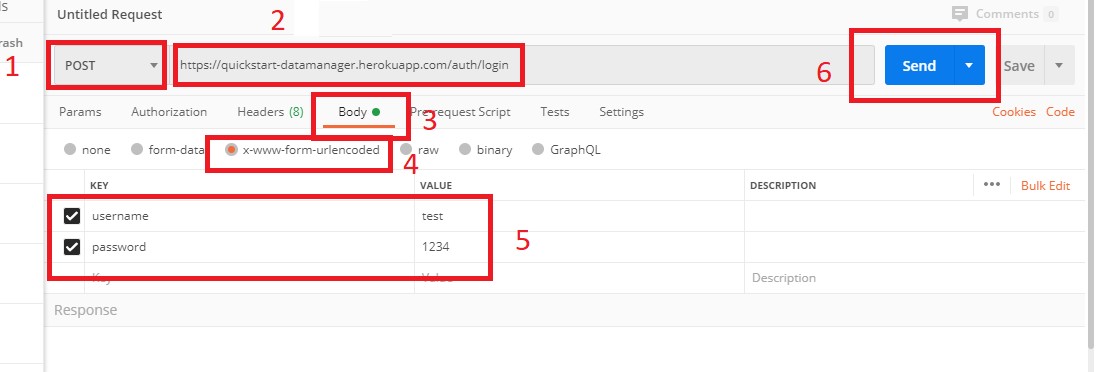 ls
Untitled Request
Comments 0
rash
1
2
POST
https://quickstart-datamanager.herokuapp.com/auth/login
6
Send
Save
Params Authorization Headers (8) Body Pre-request Script Tests Settings Cookies Code
3
none form-data x-www-form-urlencoded raw binary GraphQL
4
KEY VALUE DESCRIPTION ••• Bulk Edit
username test
5
password 1234
Key Value Description
Response